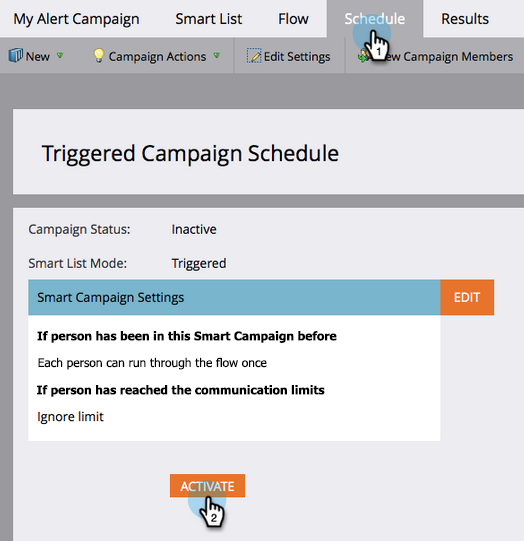 My Alert Campaign Smart List Flow Schedule Results
New Campaign Actions Edit Settings View Campaign Members
1
Triggered Campaign Schedule
Campaign Status: Inactive
Smart List Mode: Triggered
Smart Campaign Settings EDIT
If person has been in this Smart Campaign before
Each person can run through the flow once
If person has reached the communication limits
Ignore limit
ACTIVATE
2